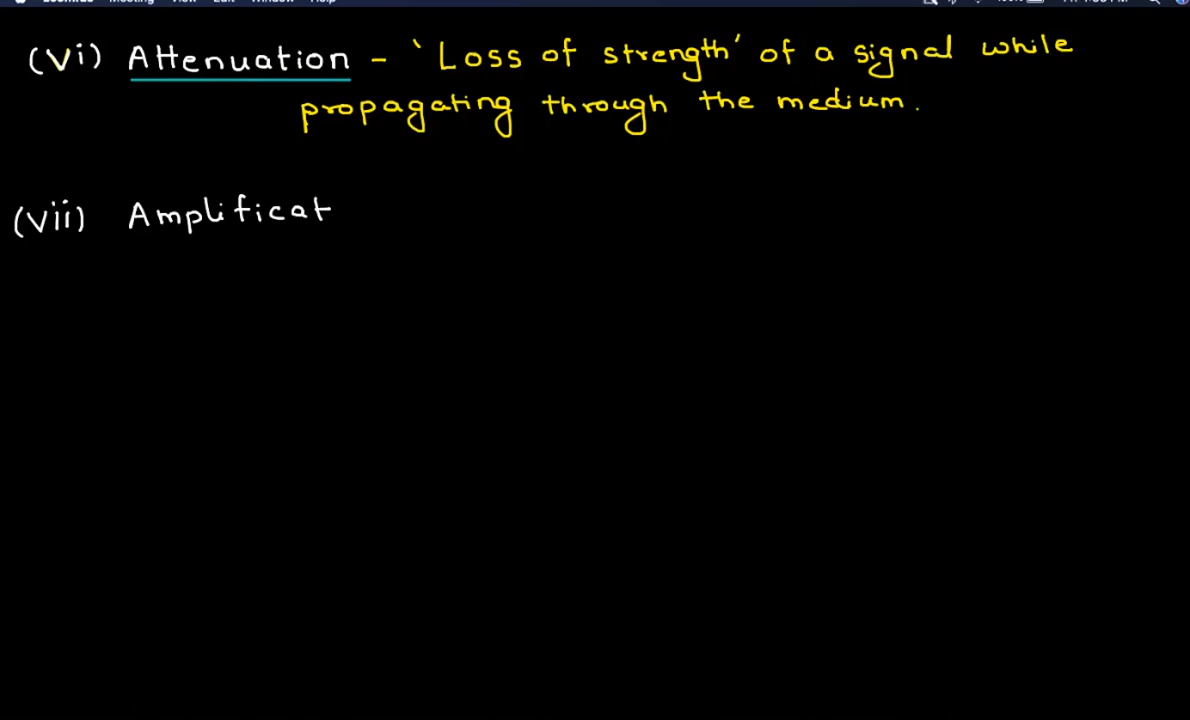 (vi) Attenuation - 'Loss of strength' of a signal while
propagating through the medium.
(vii) Amplificat